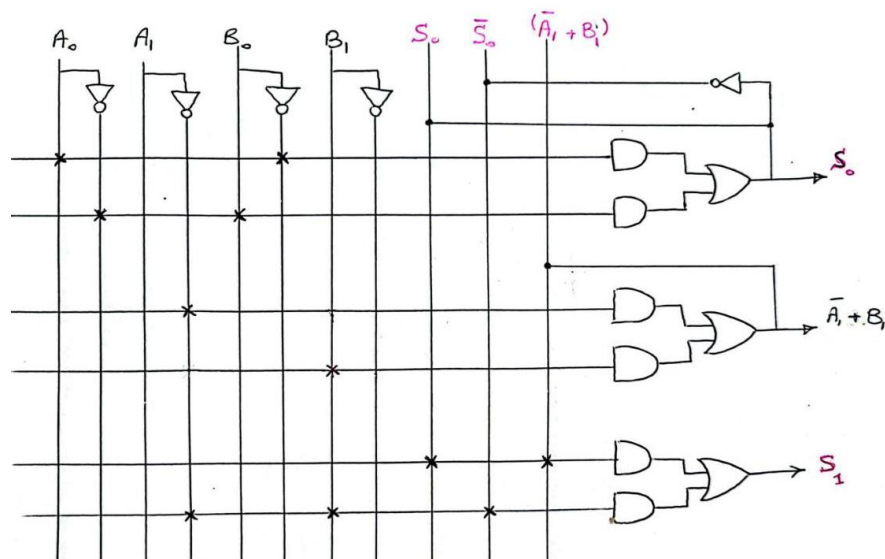 A₀ A₁ B₀ B₁ S₀ S̄₀ (Ā₁ + B₁)
S₀
Ā₁ + B₁
S₁